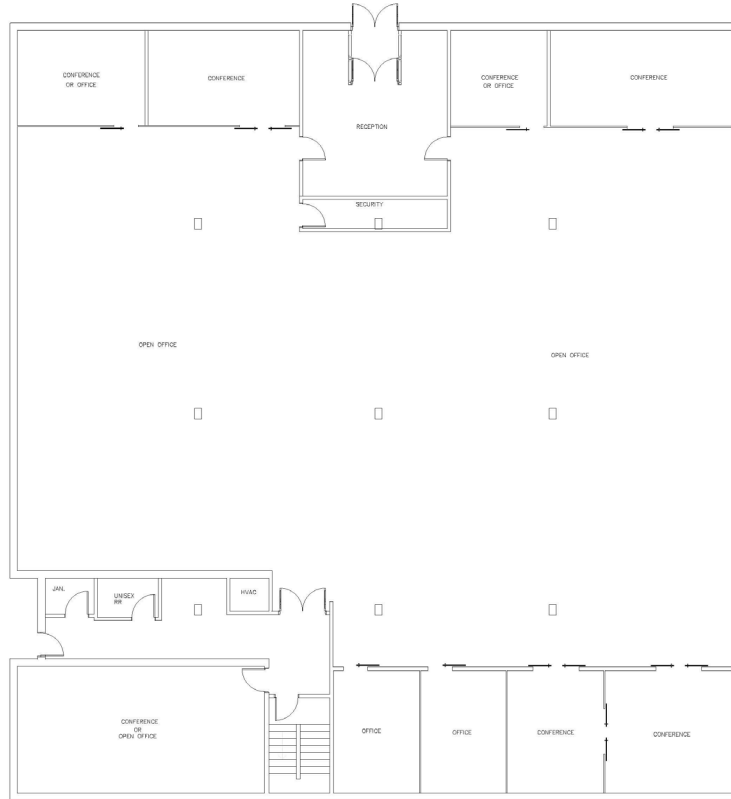 CONFERENCE
OR OFFICE
CONFERENCE
CONFERENCE
OR OFFICE
CONFERENCE
RECEPTION
SECURITY
OPEN OFFICE
OPEN OFFICE
JAN.
UNISEX
RR
HVAC
CONFERENCE
OR
OPEN OFFICE
OFFICE
OFFICE
CONFERENCE
CONFERENCE